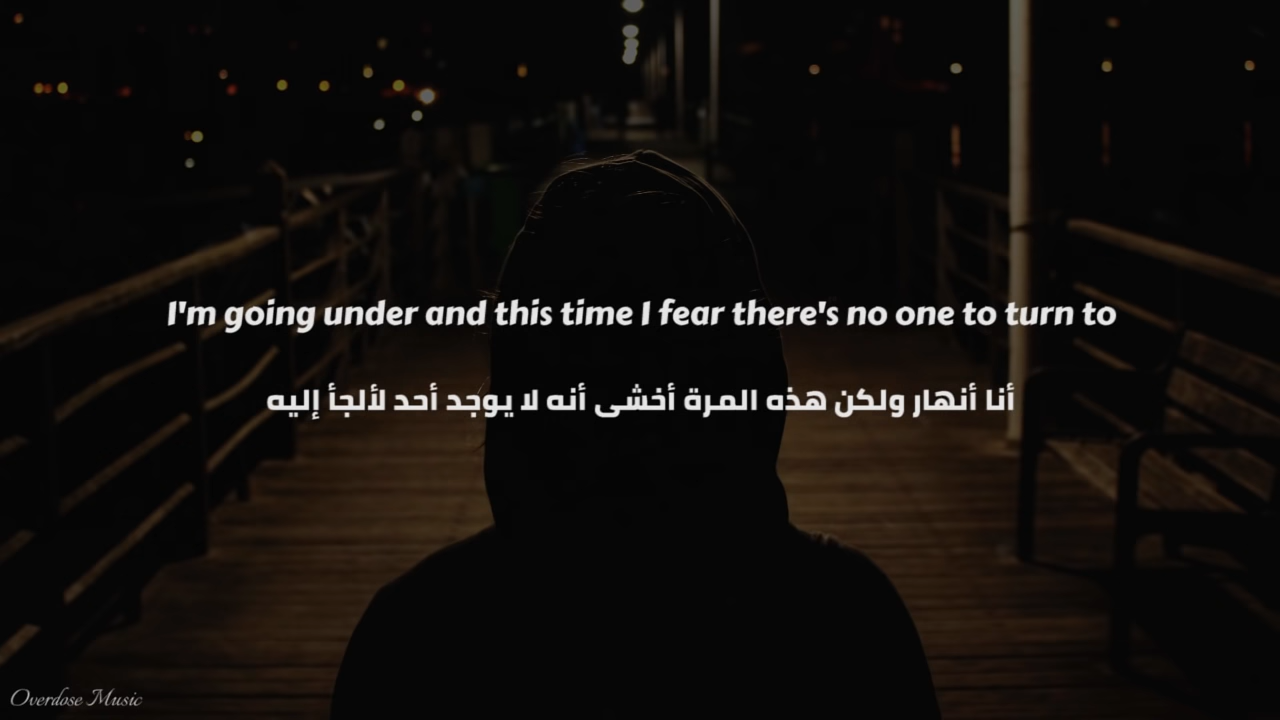 I'm going under and this time I fear there's no one to turn to
أنا أنهار ولكن هذه المرة أخشى أنه لا يوجد أحد لألجأ إليه
Overdose Music